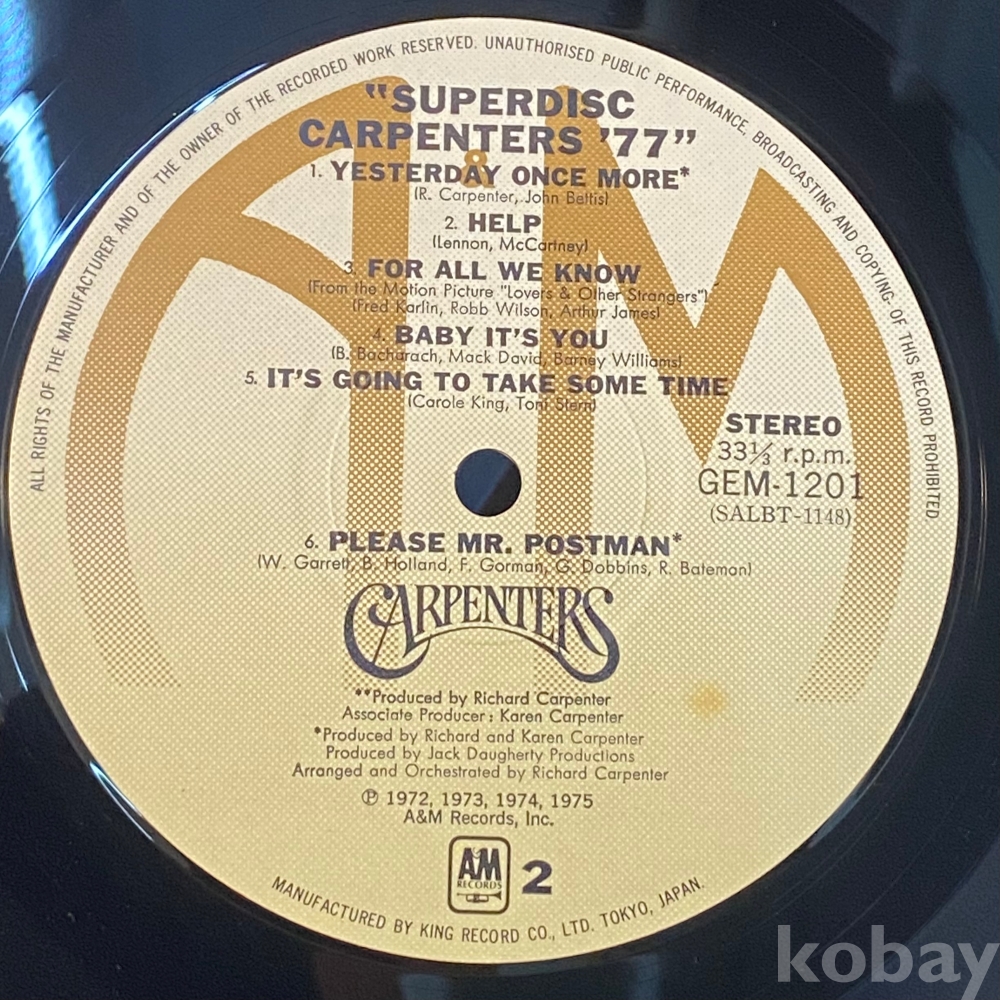 ALL RIGHTS OF THE MANUFACTURER AND OF THE OWNER OF THE RECORDED WORK RESERVED. UNAUTHORISED PUBLIC PERFORMANCE, BROADCASTING AND COPYING OF THIS RECORD PROHIBITED.
"SUPERDISC
CARPENTERS '77"
&
1. YESTERDAY ONCE MORE*
(R. Carpenter, John Bettis)
2. HELP
(Lennon, McCartney)
3. FOR ALL WE KNOW
(From the Motion Picture "Lovers & Other Strangers")
(Fred Karlin, Robb Wilson, Arthur James)
4. BABY IT'S YOU
(B. Bacharach, Mack David, Barney Williams)
5. IT'S GOING TO TAKE SOME TIME
(Carole King, Toni Stern)
STEREO
33⅓ r.p.m.
GEM-1201
(SALBT-1148)
6. PLEASE MR. POSTMAN*
(W. Garrett, B. Holland, F. Gorman, G. Dobbins, R. Bateman)
CARPENTERS
**Produced by Richard Carpenter
Associate Producer: Karen Carpenter
*Produced by Richard and Karen Carpenter
Produced by Jack Daugherty Productions
Arranged and Orchestrated by Richard Carpenter
℗ 1972, 1973, 1974, 1975
A&M Records, Inc.
A&M
RECORDS
2
MANUFACTURED BY KING RECORD CO., LTD. TOKYO, JAPAN.
kobay